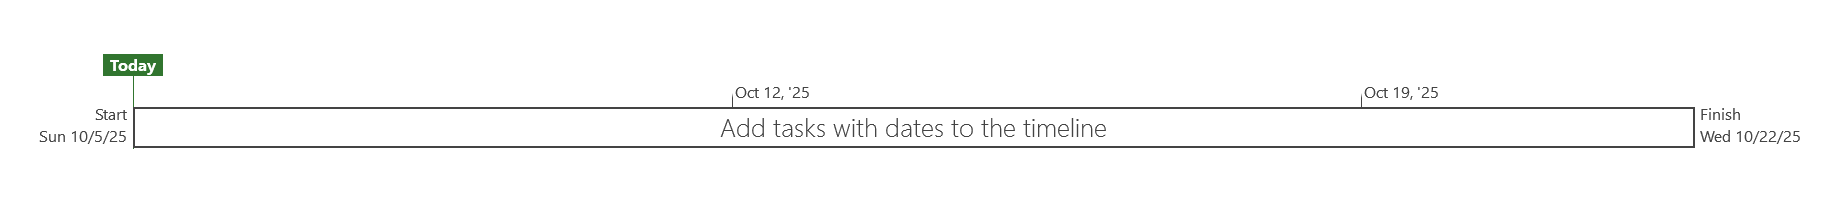 Today
Oct 12, '25
Oct 19, '25
Start
Sun 10/5/25
Add tasks with dates to the timeline
Finish
Wed 10/22/25